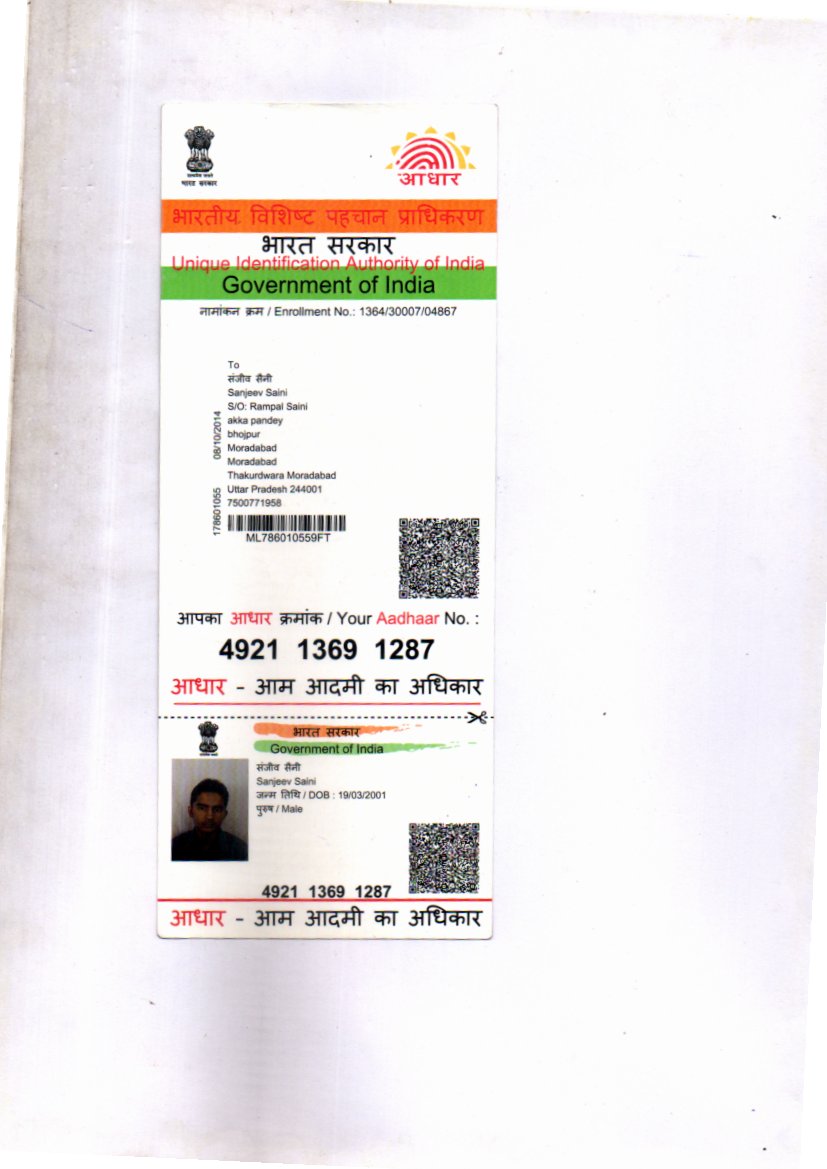 भारत सरकार
आधार
भारतीय विशिष्ट पहचान प्राधिकरण
भारत सरकार
Unique Identification Authority of India
Government of India
नामांकन क्रम / Enrollment No.: 1364/30007/04867
To
संजीव सैनी
Sanjeev Saini
S/O: Rampal Saini
akka pandey
bhojpur
Moradabad
Moradabad
Thakurdwara Moradabad
Uttar Pradesh 244001
7500771958
178601055 08/10/2014
ML786010559FT
आपका आधार क्रमांक / Your Aadhaar No. :
4921 1369 1287
आधार - आम आदमी का अधिकार
भारत सरकार
Government of India
संजीव सैनी
Sanjeev Saini
जन्म तिथि / DOB : 19/03/2001
पुरुष / Male
4921 1369 1287
आधार - आम आदमी का अधिकार